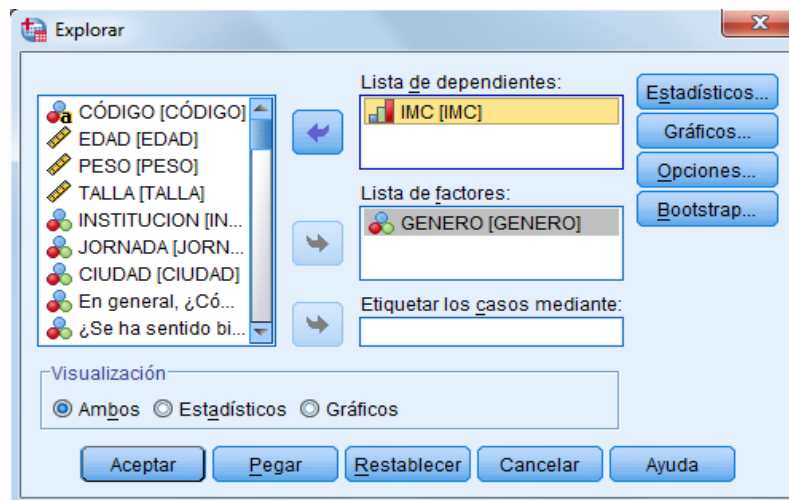 Explorar
CÓDIGO [CÓDIGO]
EDAD [EDAD]
PESO [PESO]
TALLA [TALLA]
INSTITUCION [IN...
JORNADA [JORN...
CIUDAD [CIUDAD]
En general, ¿Có...
¿Se ha sentido bi...
Lista de dependientes:
IMC [IMC]
Lista de factores:
GENERO [GENERO]
Etiquetar los casos mediante:
Estadísticos...
Gráficos...
Opciones...
Bootstrap...
Visualización
Ambos Estadísticos Gráficos
Aceptar Pegar Restablecer Cancelar Ayuda